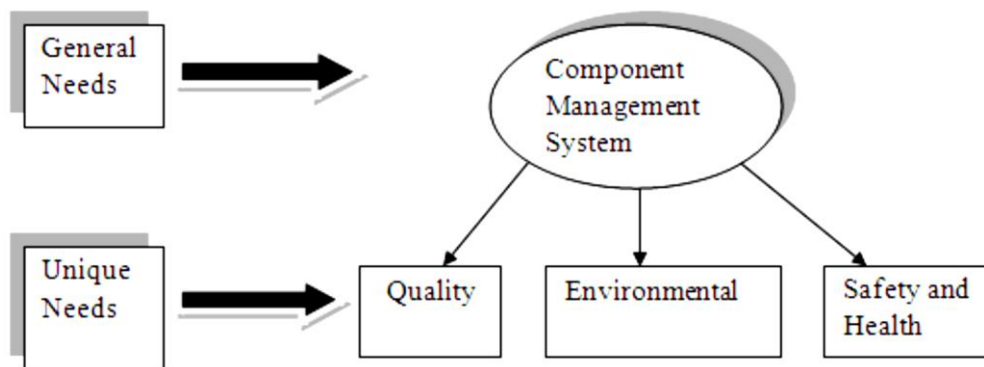 General
Needs
Component
Management
System
Unique
Needs
Quality
Environmental
Safety and
Health